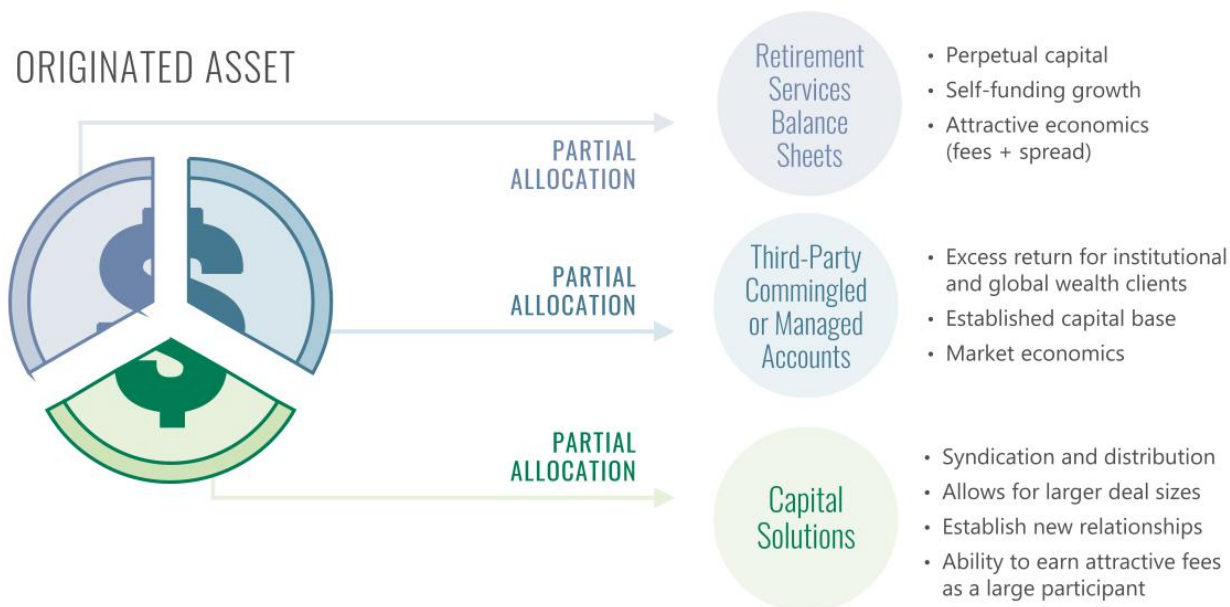 ORIGINATED ASSET
PARTIAL
ALLOCATION
Retirement
Services
Balance
Sheets
• Perpetual capital
• Self-funding growth
• Attractive economics
(fees + spread)
PARTIAL
ALLOCATION
Third-Party
Commingled
or Managed
Accounts
• Excess return for institutional
and global wealth clients
• Established capital base
• Market economics
PARTIAL
ALLOCATION
Capital
Solutions
• Syndication and distribution
• Allows for larger deal sizes
• Establish new relationships
• Ability to earn attractive fees
as a large participant
$